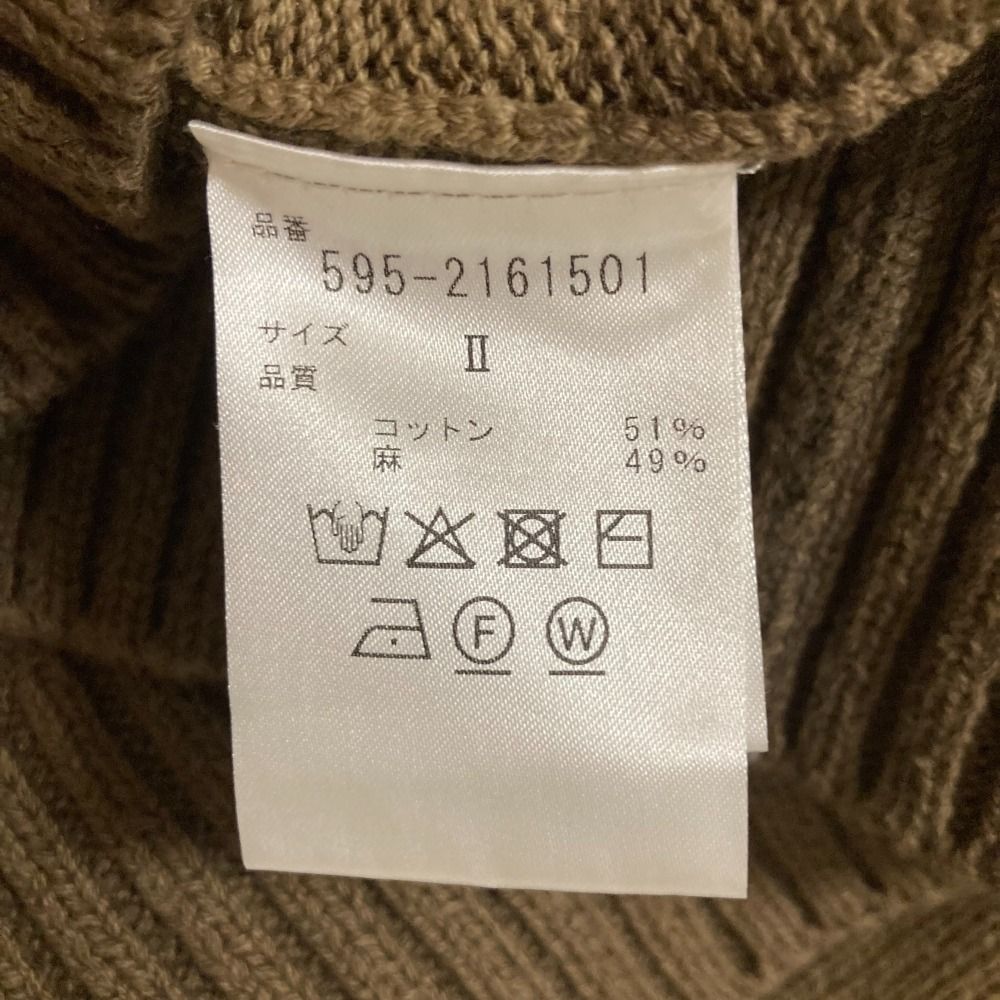 品番
595-2161501
サイズ Ⅱ
品質
コットン 51%
麻 49%
F W